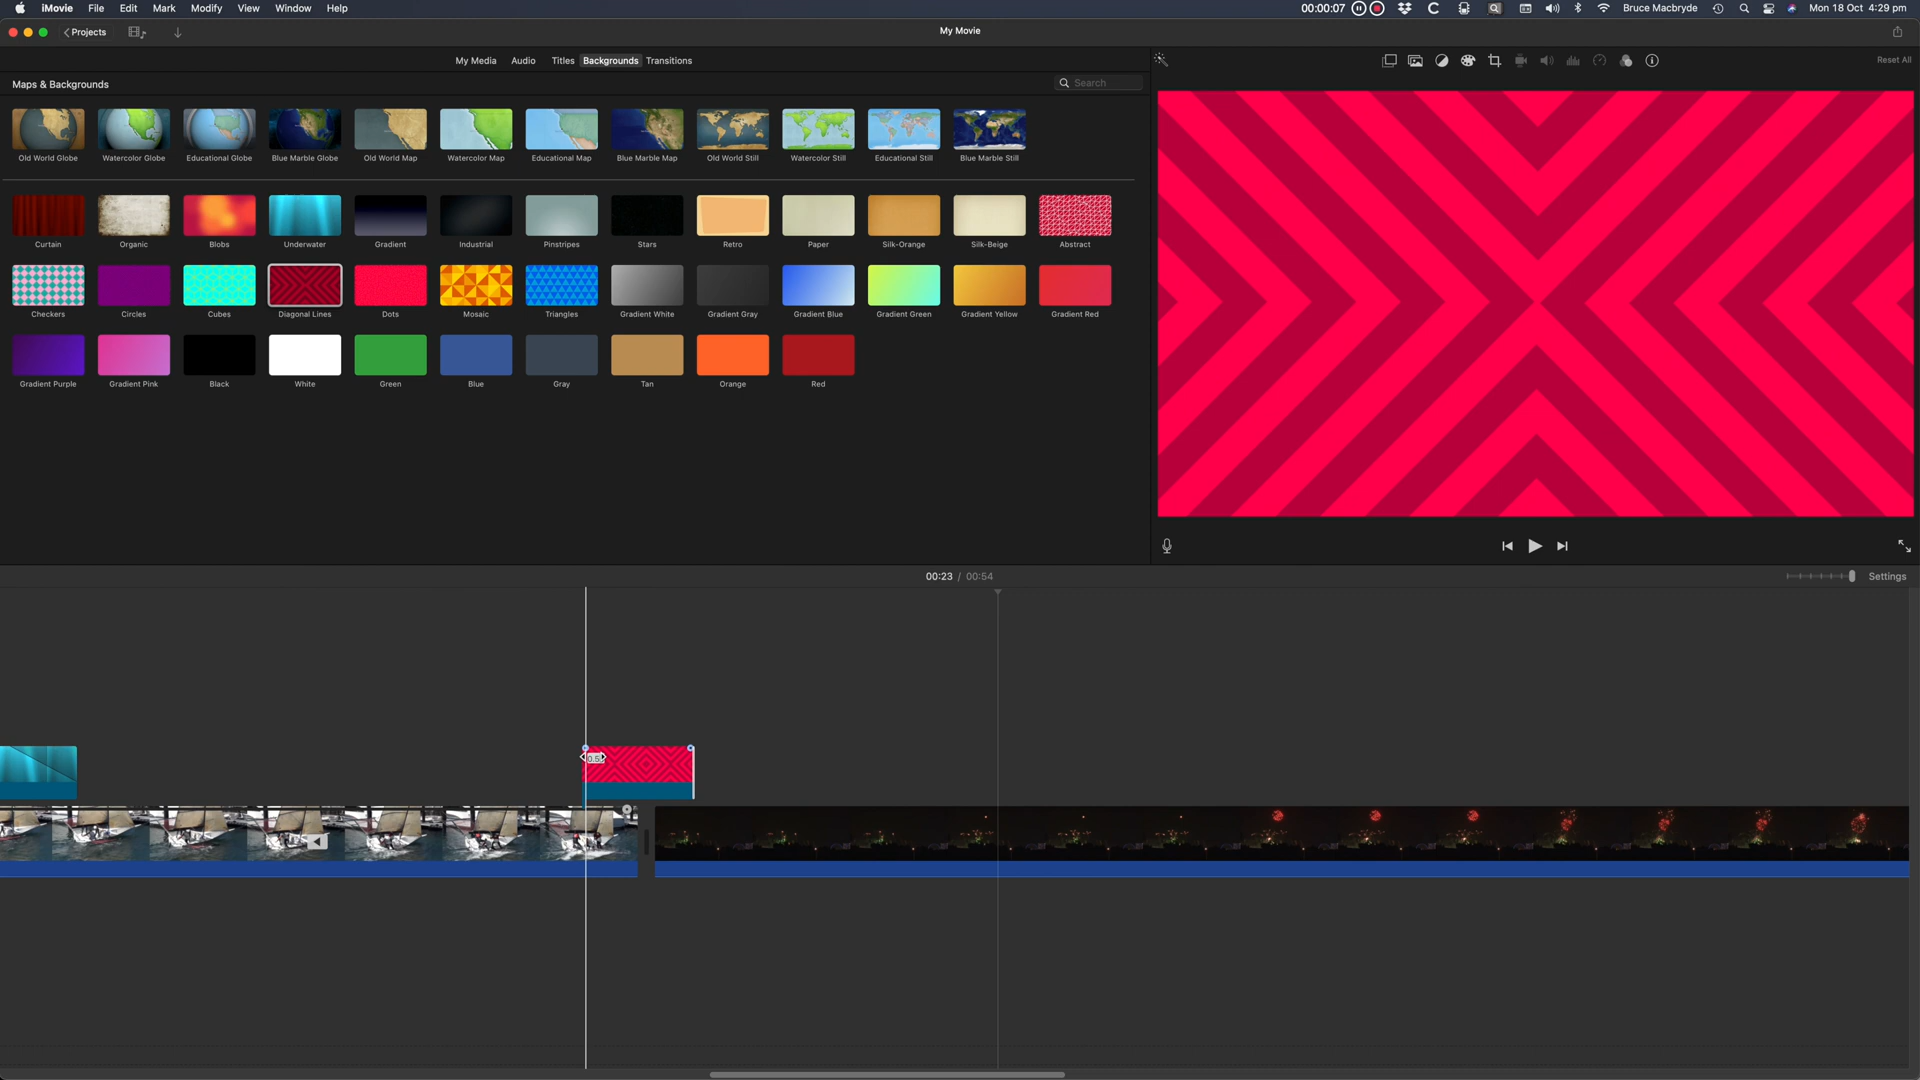 iMovie File Edit Mark Modify View Window Help 00:00:07 Bruce Macbryde Mon 18 Oct 4:29 pm
Projects My Movie
My Media Audio Titles Backgrounds Transitions Reset All
Maps & Backgrounds Search
Old World Globe Watercolor Globe Educational Globe Blue Marble Globe Old World Map Watercolor Map Educational Map Blue Marble Map Old World Still Watercolor Still Educational Still Blue Marble Still
Curtain Organic Blobs Underwater Gradient Industrial Pinstripes Stars Retro Paper Silk-Orange Silk-Beige Abstract
Checkers Circles Cubes Diagonal Lines Dots Mosaic Triangles Gradient White Gradient Gray Gradient Blue Gradient Green Gradient Yellow Gradient Red
Gradient Purple Gradient Pink Black White Green Blue Gray Tan Orange Red
00:23 / 00:54 Settings